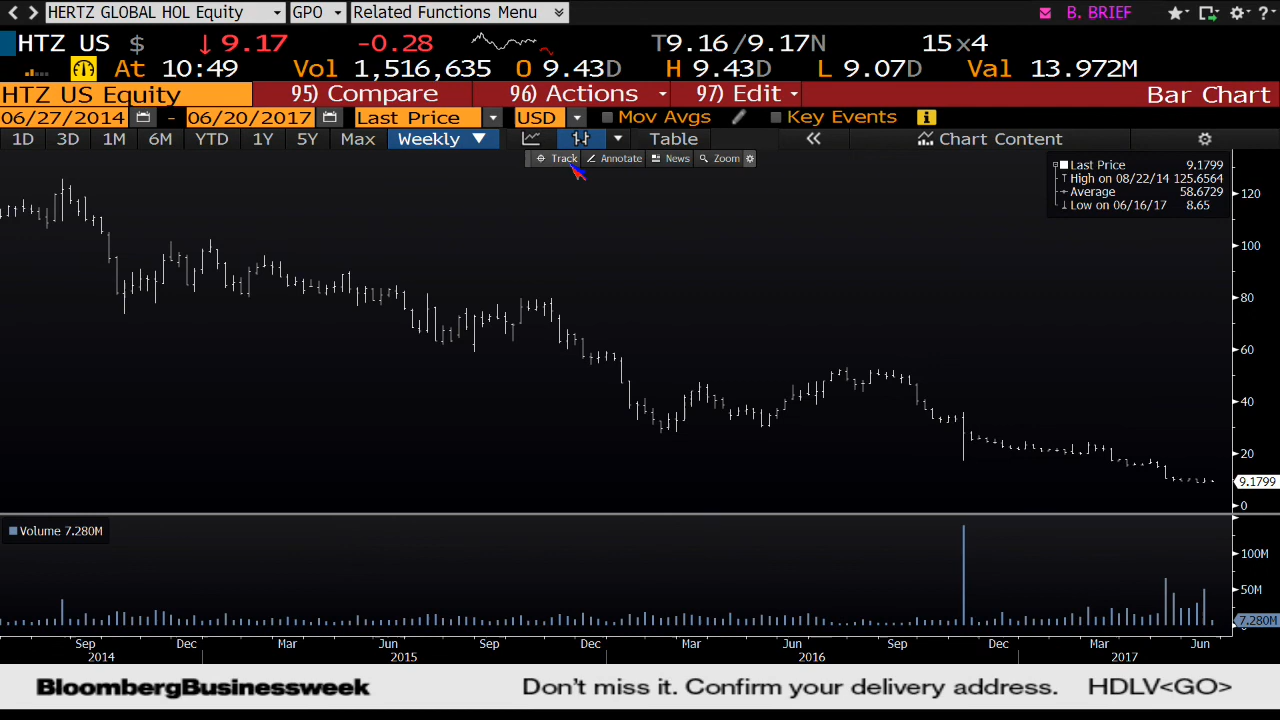 HERTZ GLOBAL HOL Equity GPO Related Functions Menu B. BRIEF ?
HTZ US $ ↓ 9.17 -0.28 T9.16 /9.17N 15 x 4
At 10:49 Vol 1,516,635 O 9.43D H 9.43D L 9.07D Val 13.972M
HTZ US Equity 95) Compare 96) Actions 97) Edit Bar Chart
06/27/2014 - 06/20/2017 Last Price USD Mov Avgs Key Events
1D 3D 1M 6M YTD 1Y 5Y Max Weekly ▼ Table « Chart Content
Track Annotate News Zoom
Last Price 9.1799
High on 08/22/14 125.6564
Average 58.6729
Low on 06/16/17 8.65
120
100
80
60
40
20
9.1799
0
Volume 7.280M
100M
50M
7.280M
Sep Dec Mar Jun Sep Dec Mar Jun Sep Dec Mar Jun
2014 2015 2016 2017
BloombergBusinessweek Don't miss it. Confirm your delivery address. HDLV<GO>